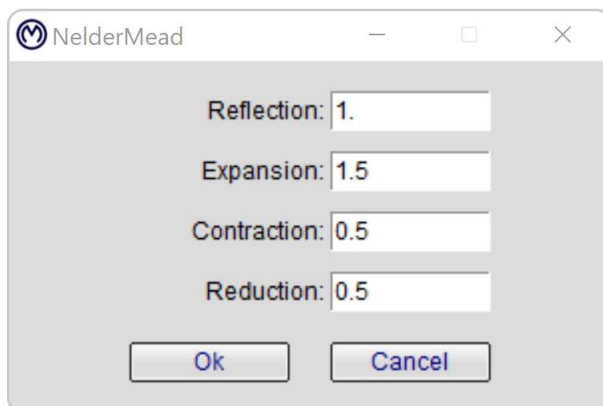 NelderMead
Reflection: 1.
Expansion: 1.5
Contraction: 0.5
Reduction: 0.5
Ok Cancel